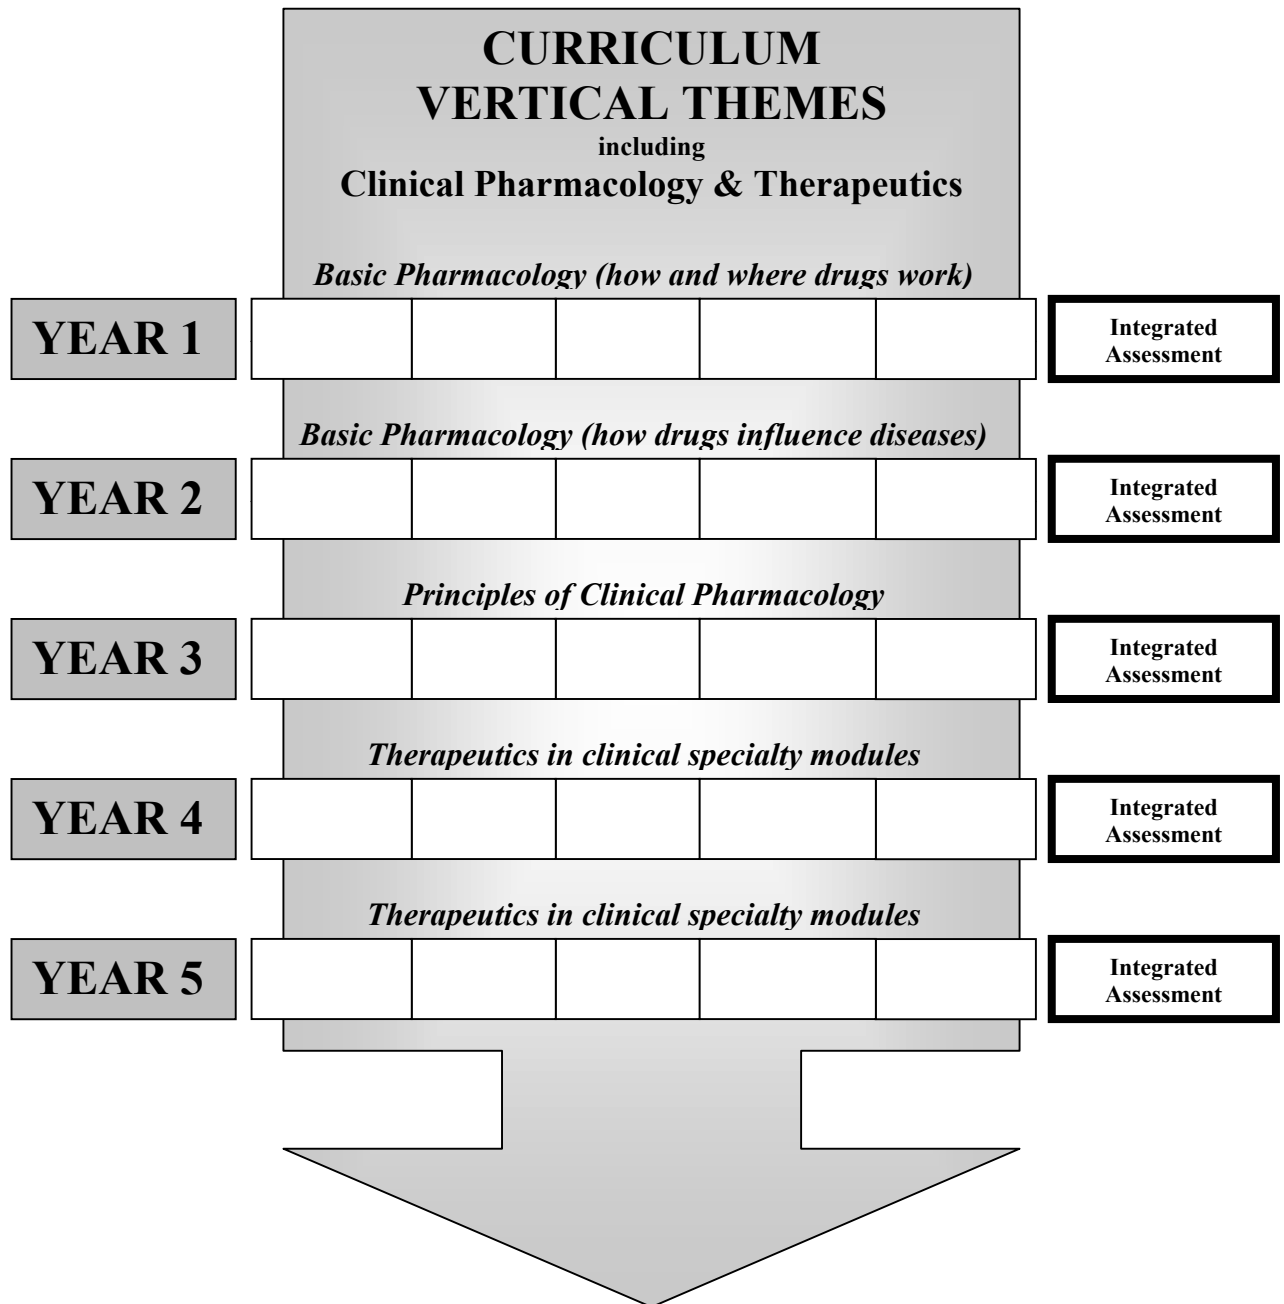 CURRICULUM
VERTICAL THEMES
including
Clinical Pharmacology & Therapeutics
Basic Pharmacology (how and where drugs work)
YEAR 1
Integrated
Assessment
Basic Pharmacology (how drugs influence diseases)
YEAR 2
Integrated
Assessment
Principles of Clinical Pharmacology
YEAR 3
Integrated
Assessment
Therapeutics in clinical specialty modules
YEAR 4
Integrated
Assessment
Therapeutics in clinical specialty modules
YEAR 5
Integrated
Assessment